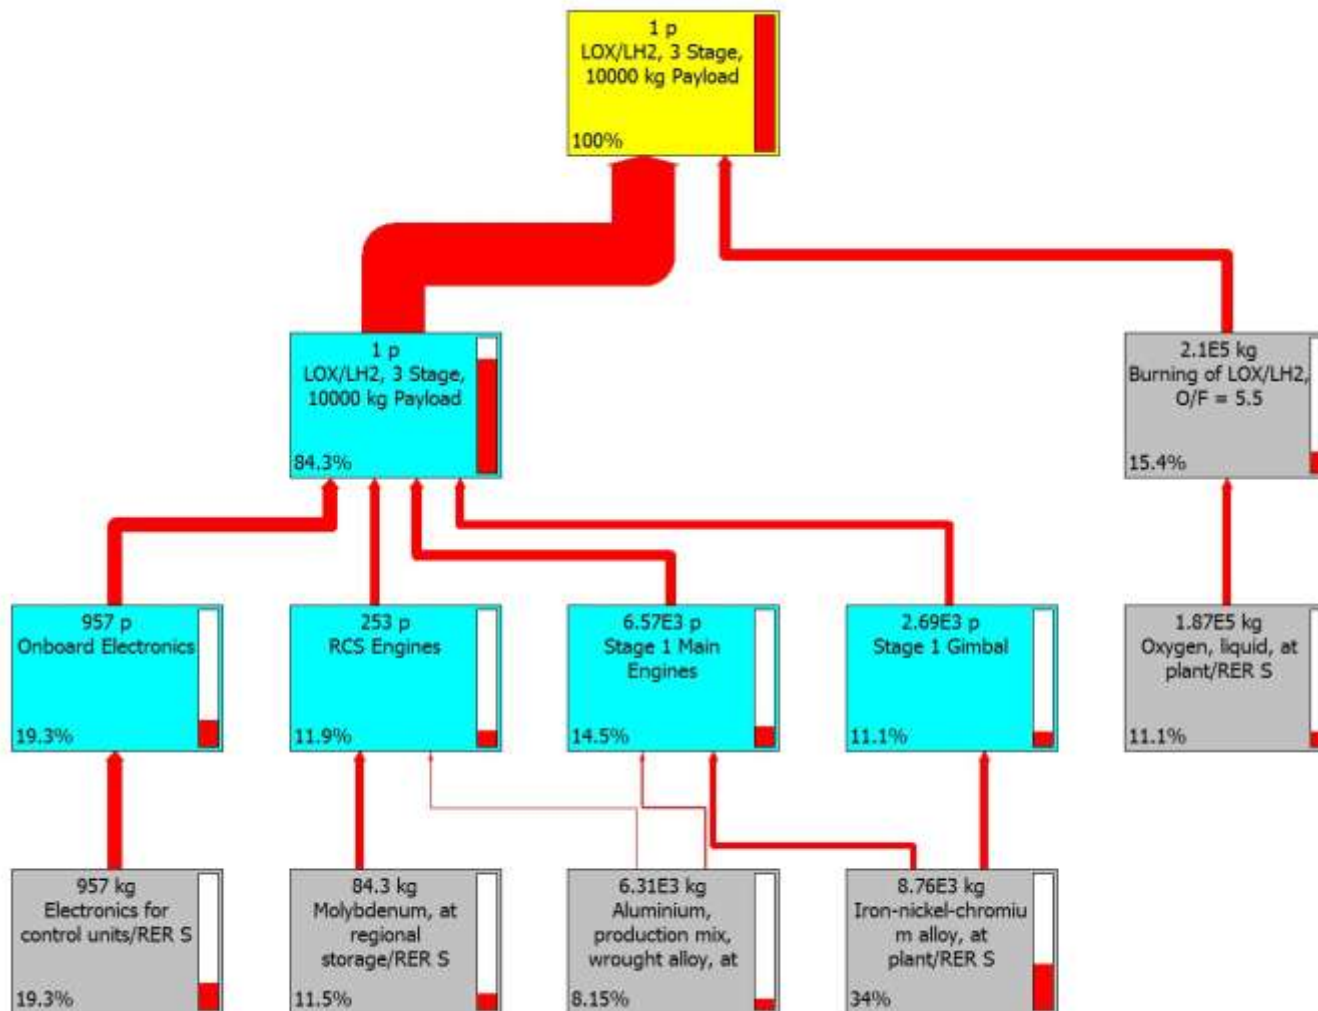 1 p
LOX/LH2, 3 Stage,
10000 kg Payload
100%
1 p
LOX/LH2, 3 Stage,
10000 kg Payload
84.3%
2.1E5 kg
Burning of LOX/LH2,
O/F = 5.5
15.4%
957 p
Onboard Electronics
19.3%
253 p
RCS Engines
11.9%
6.57E3 p
Stage 1 Main
Engines
14.5%
2.69E3 p
Stage 1 Gimbal
11.1%
1.87E5 kg
Oxygen, liquid, at
plant/RER S
11.1%
957 kg
Electronics for
control units/RER S
19.3%
84.3 kg
Molybdenum, at
regional
storage/RER S
11.5%
6.31E3 kg
Aluminium,
production mix,
wrought alloy, at
8.15%
8.76E3 kg
Iron-nickel-chromiu
m alloy, at
plant/RER S
34%